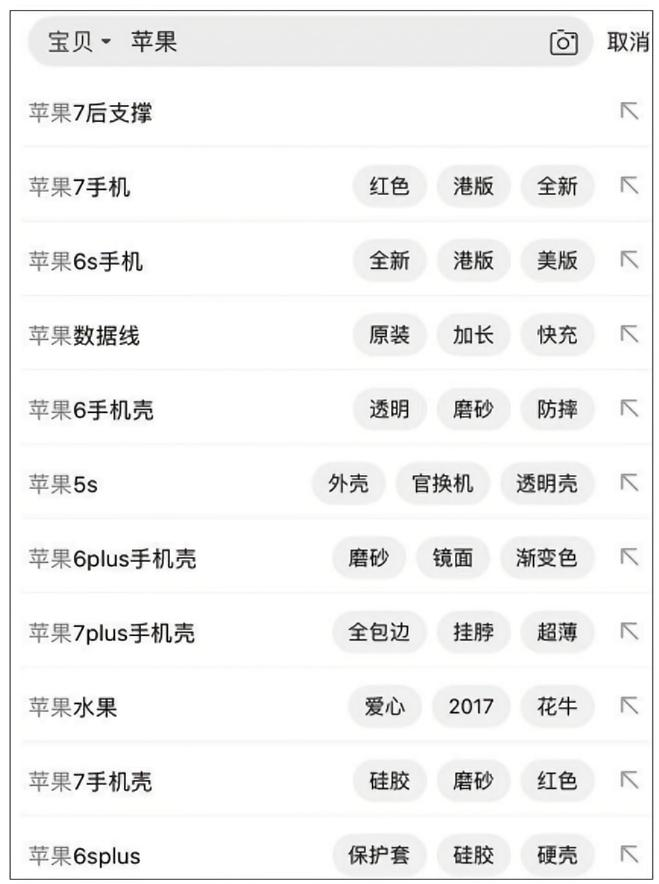 宝贝 苹果 取消
苹果7后支撑
苹果7手机 红色 港版 全新
苹果6s手机 全新 港版 美版
苹果数据线 原装 加长 快充
苹果6手机壳 透明 磨砂 防摔
苹果5s 外壳 官换机 透明壳
苹果6plus手机壳 磨砂 镜面 渐变色
苹果7plus手机壳 全包边 挂脖 超薄
苹果水果 爱心 2017 花牛
苹果7手机壳 硅胶 磨砂 红色
苹果6splus 保护套 硅胶 硬壳